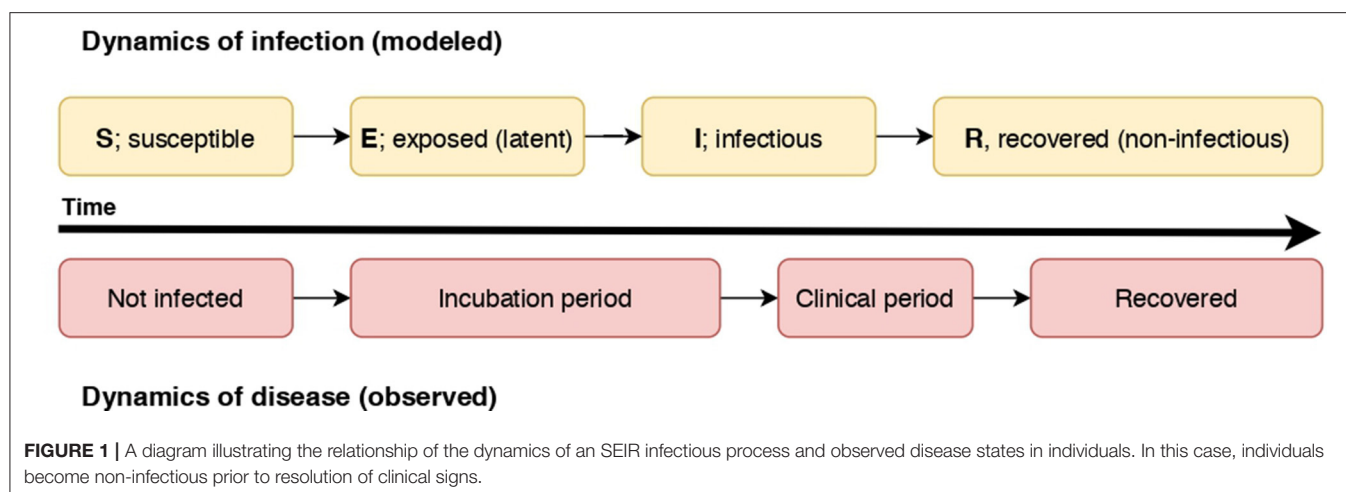 Dynamics of infection (modeled)
S; susceptible
E; exposed (latent)
I; infectious
R, recovered (non-infectious)
Time
Not infected
Incubation period
Clinical period
Recovered
Dynamics of disease (observed)
FIGURE 1 | A diagram illustrating the relationship of the dynamics of an SEIR infectious process and observed disease states in individuals. In this case, individuals
become non-infectious prior to resolution of clinical signs.